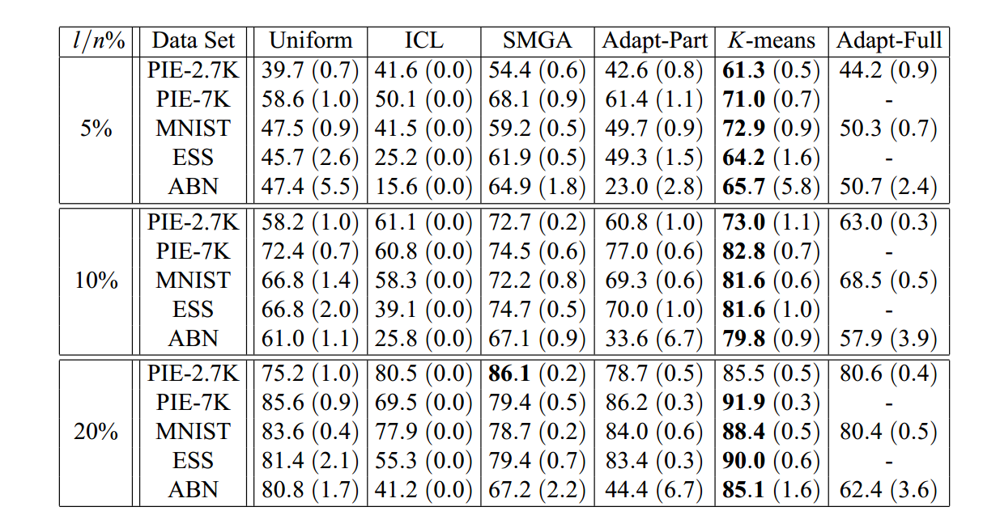 l/n% Data Set Uniform ICL SMGA Adapt-Part K-means Adapt-Full
PIE-2.7K 39.7 (0.7) 41.6 (0.0) 54.4 (0.6) 42.6 (0.8) 61.3 (0.5) 44.2 (0.9)
PIE-7K 58.6 (1.0) 50.1 (0.0) 68.1 (0.9) 61.4 (1.1) 71.0 (0.7) -
5% MNIST 47.5 (0.9) 41.5 (0.0) 59.2 (0.5) 49.7 (0.9) 72.9 (0.9) 50.3 (0.7)
ESS 45.7 (2.6) 25.2 (0.0) 61.9 (0.5) 49.3 (1.5) 64.2 (1.6) -
ABN 47.4 (5.5) 15.6 (0.0) 64.9 (1.8) 23.0 (2.8) 65.7 (5.8) 50.7 (2.4)
PIE-2.7K 58.2 (1.0) 61.1 (0.0) 72.7 (0.2) 60.8 (1.0) 73.0 (1.1) 63.0 (0.3)
PIE-7K 72.4 (0.7) 60.8 (0.0) 74.5 (0.6) 77.0 (0.6) 82.8 (0.7) -
10% MNIST 66.8 (1.4) 58.3 (0.0) 72.2 (0.8) 69.3 (0.6) 81.6 (0.6) 68.5 (0.5)
ESS 66.8 (2.0) 39.1 (0.0) 74.7 (0.5) 70.0 (1.0) 81.6 (1.0) -
ABN 61.0 (1.1) 25.8 (0.0) 67.1 (0.9) 33.6 (6.7) 79.8 (0.9) 57.9 (3.9)
PIE-2.7K 75.2 (1.0) 80.5 (0.0) 86.1 (0.2) 78.7 (0.5) 85.5 (0.5) 80.6 (0.4)
PIE-7K 85.6 (0.9) 69.5 (0.0) 79.4 (0.5) 86.2 (0.3) 91.9 (0.3) -
20% MNIST 83.6 (0.4) 77.9 (0.0) 78.7 (0.2) 84.0 (0.6) 88.4 (0.5) 80.4 (0.5)
ESS 81.4 (2.1) 55.3 (0.0) 79.4 (0.7) 83.4 (0.3) 90.0 (0.6) -
ABN 80.8 (1.7) 41.2 (0.0) 67.2 (2.2) 44.4 (6.7) 85.1 (1.6) 62.4 (3.6)